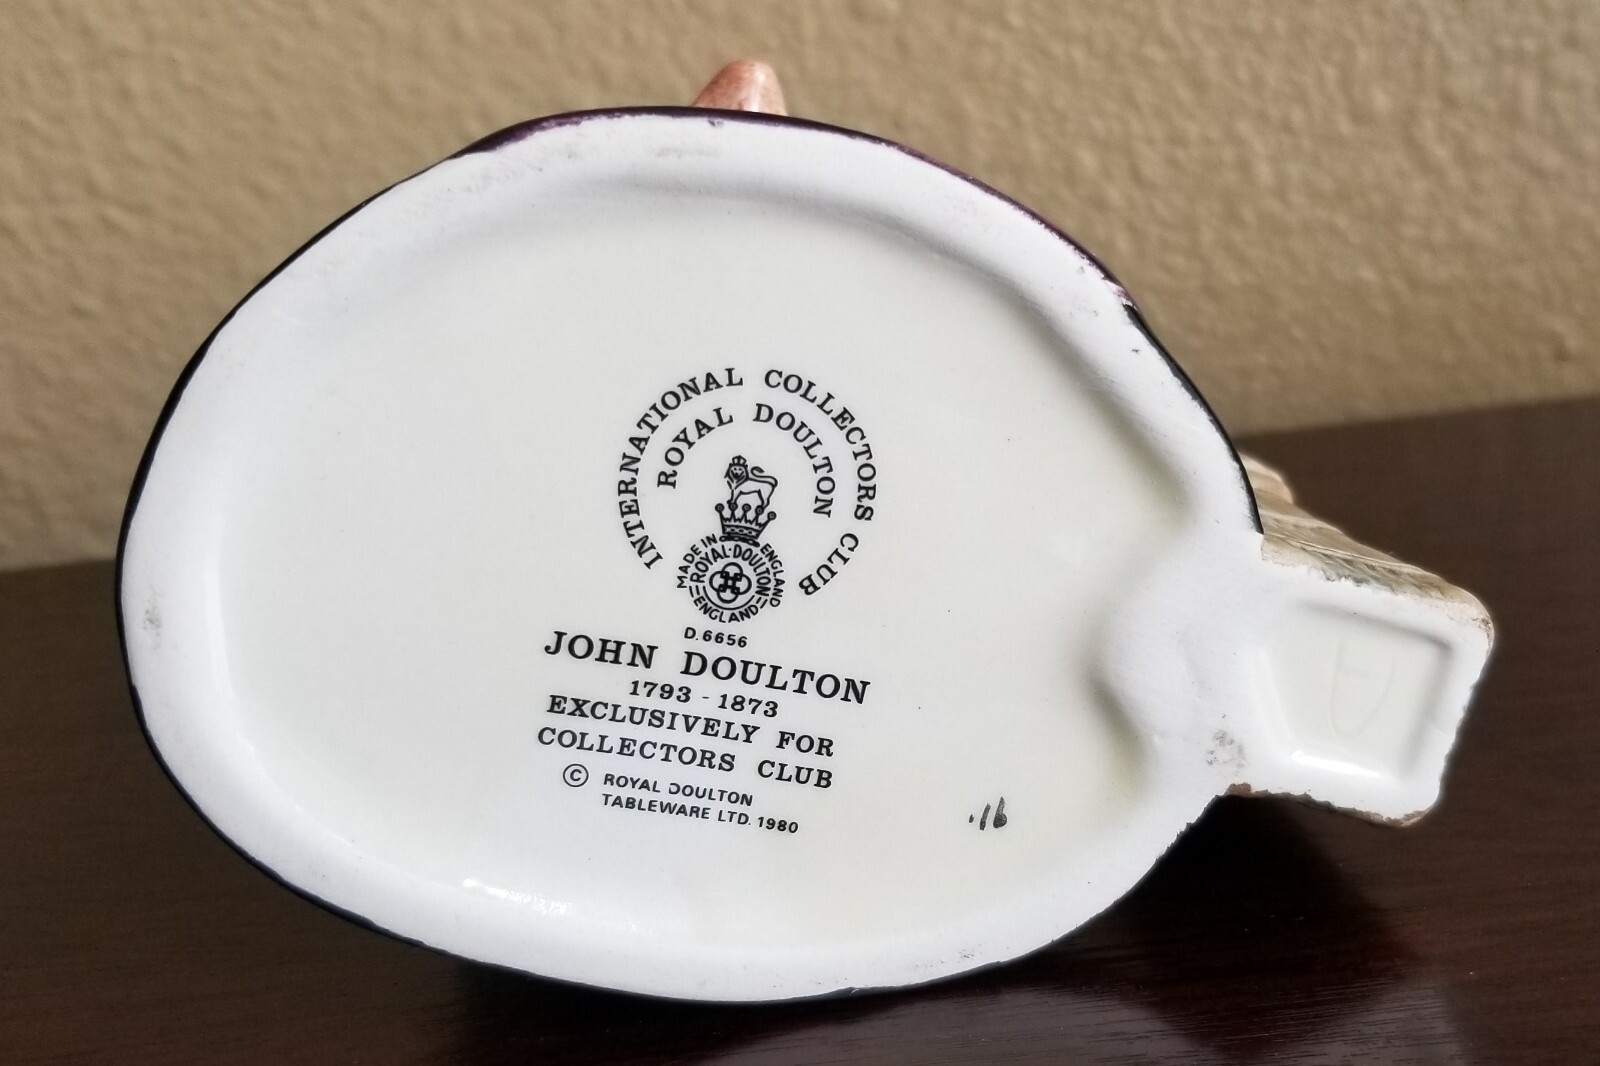 INTERNATIONAL COLLECTORS CLUB
ROYAL DOULTON
MADE IN ENGLAND
ROYAL·DOULTON
ENGLAND
D.6656
JOHN DOULTON
1793 - 1873
EXCLUSIVELY FOR
COLLECTORS CLUB
© ROYAL DOULTON
TABLEWARE LTD. 1980